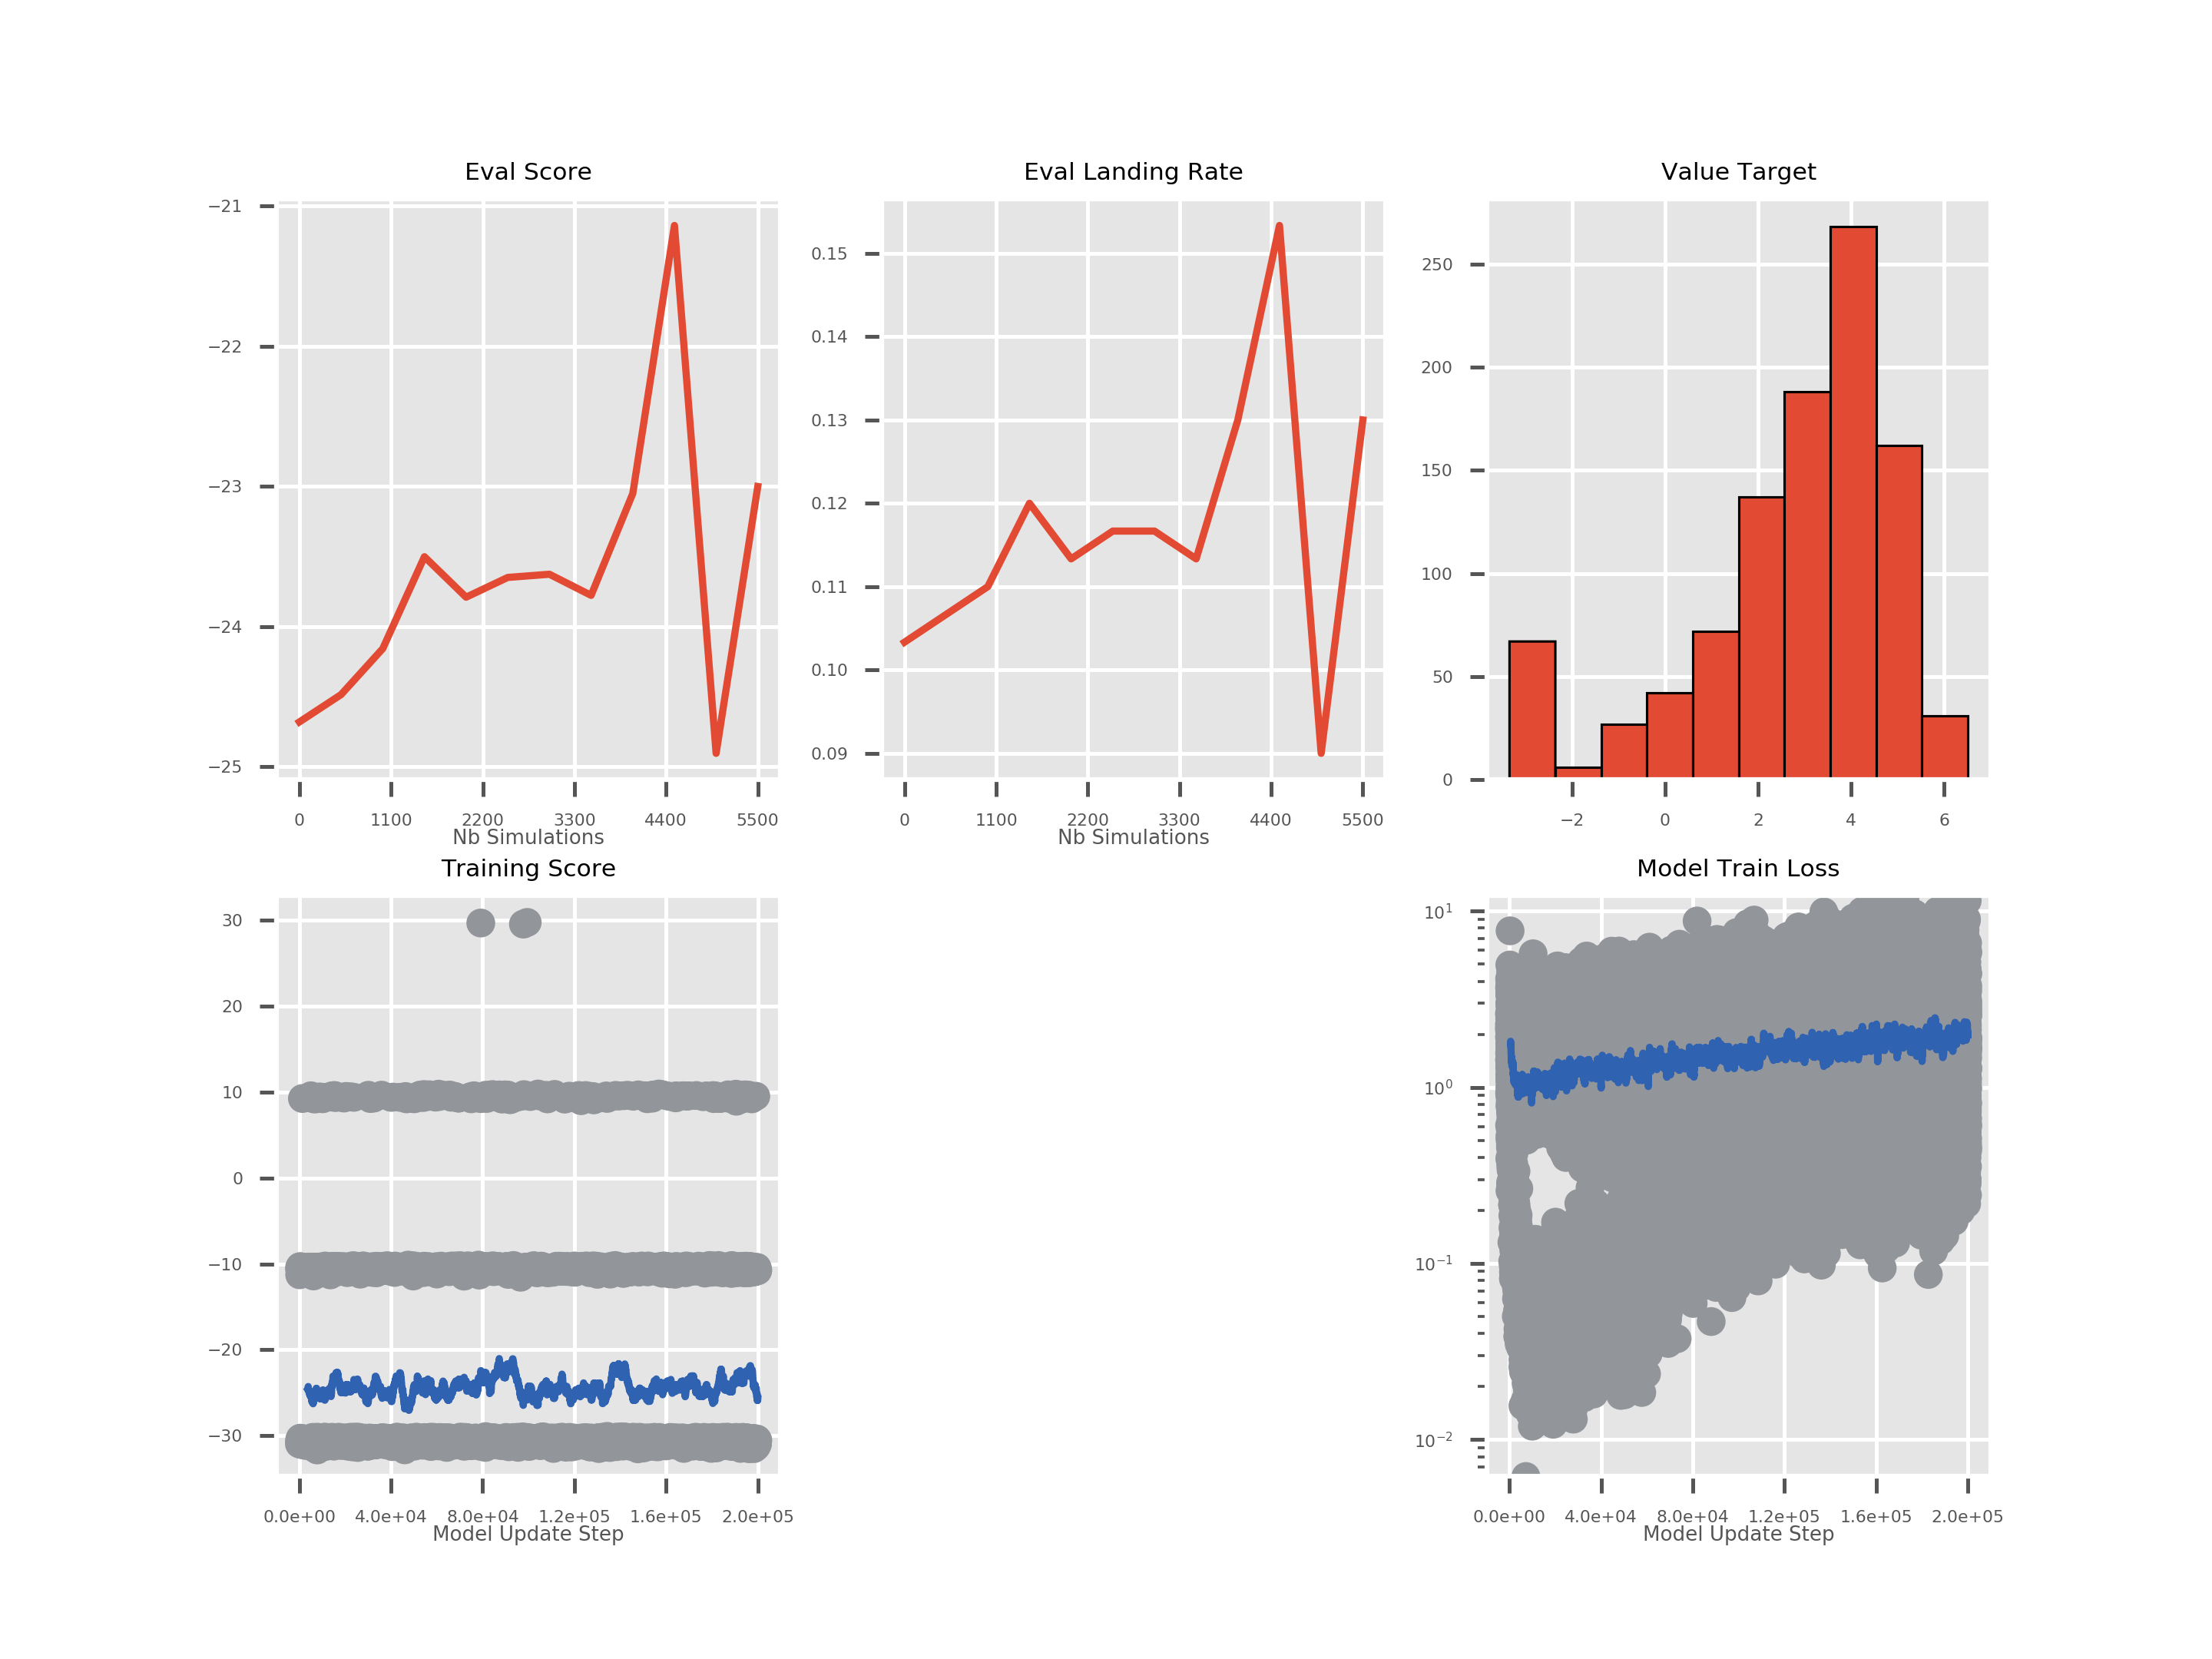 Eval Score
−21
−22
−23
−24
−25
0 1100 2200 3300 4400 5500
Nb Simulations
Eval Landing Rate
0.15
0.14
0.13
0.12
0.11
0.10
0.09
0 1100 2200 3300 4400 5500
Nb Simulations
Value Target
250
200
150
100
50
0
−2 0 2 4 6
Training Score
30
20
10
0
−10
−20
−30
0.0e+00 4.0e+04 8.0e+04 1.2e+05 1.6e+05 2.0e+05
Model Update Step
Model Train Loss
10¹
10⁰
10⁻¹
10⁻²
0.0e+00 4.0e+04 8.0e+04 1.2e+05 1.6e+05 2.0e+05
Model Update Step